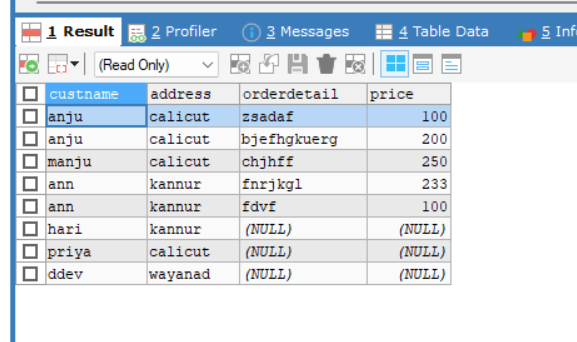 1 Result 2 Profiler 3 Messages 4 Table Data 5 Inf
(Read Only)
custname address orderdetail price
anju calicut zsadaf 100
anju calicut bjefhgkuerg 200
manju calicut chjhff 250
ann kannur fnrjkgl 233
ann kannur fdvf 100
hari kannur (NULL) (NULL)
priya calicut (NULL) (NULL)
ddev wayanad (NULL) (NULL)